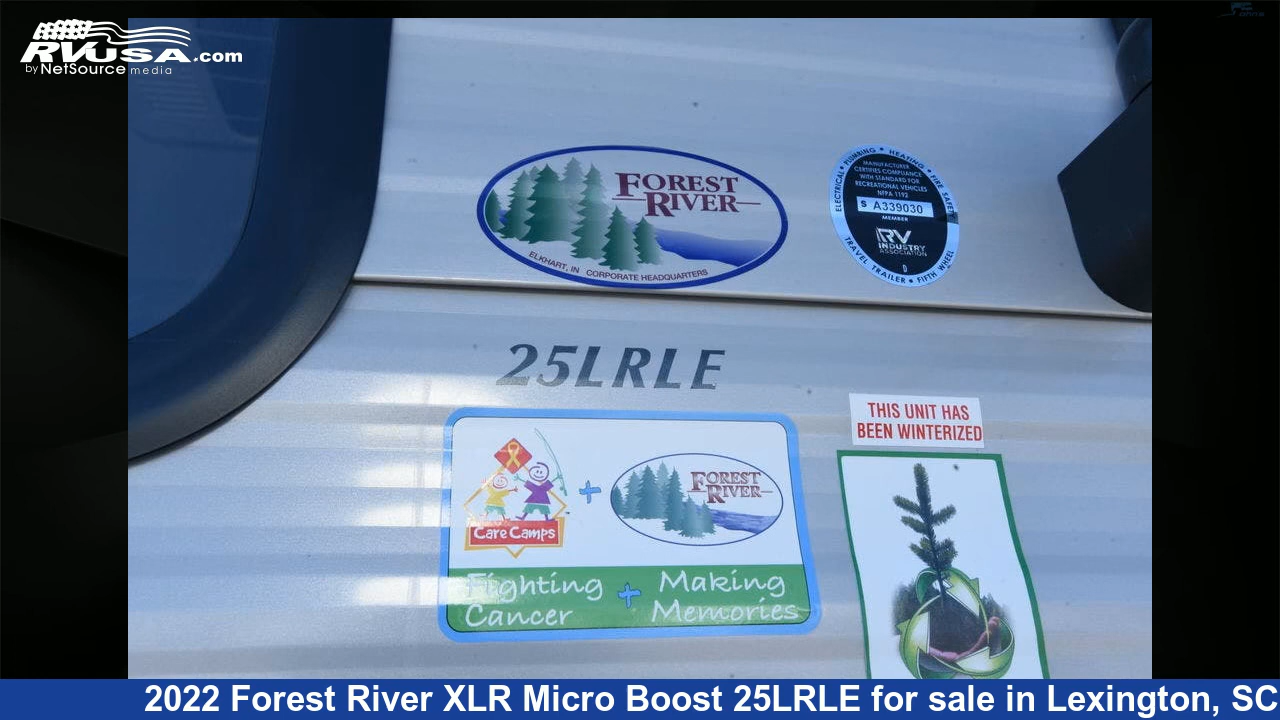 RVUSA.com
by NetSource media
FOREST
RIVER
ELKHART, IN CORPORATE HEADQUARTERS
ELECTRICAL • PLUMBING • HEATING • FIRE SAFETY
MANUFACTURER
CERTIFIES COMPLIANCE
WITH STANDARD FOR
RECREATIONAL VEHICLES
NFPA 1192
S A339030
MEMBER
RV
INDUSTRY
ASSOCIATION
D
TRAVEL TRAILER • FIFTH WHEEL
25LRLE
THIS UNIT HAS
BEEN WINTERIZED
Care Camps
+
FOREST
RIVER
Fighting + Making
Cancer Memories
2022 Forest River XLR Micro Boost 25LRLE for sale in Lexington, SC